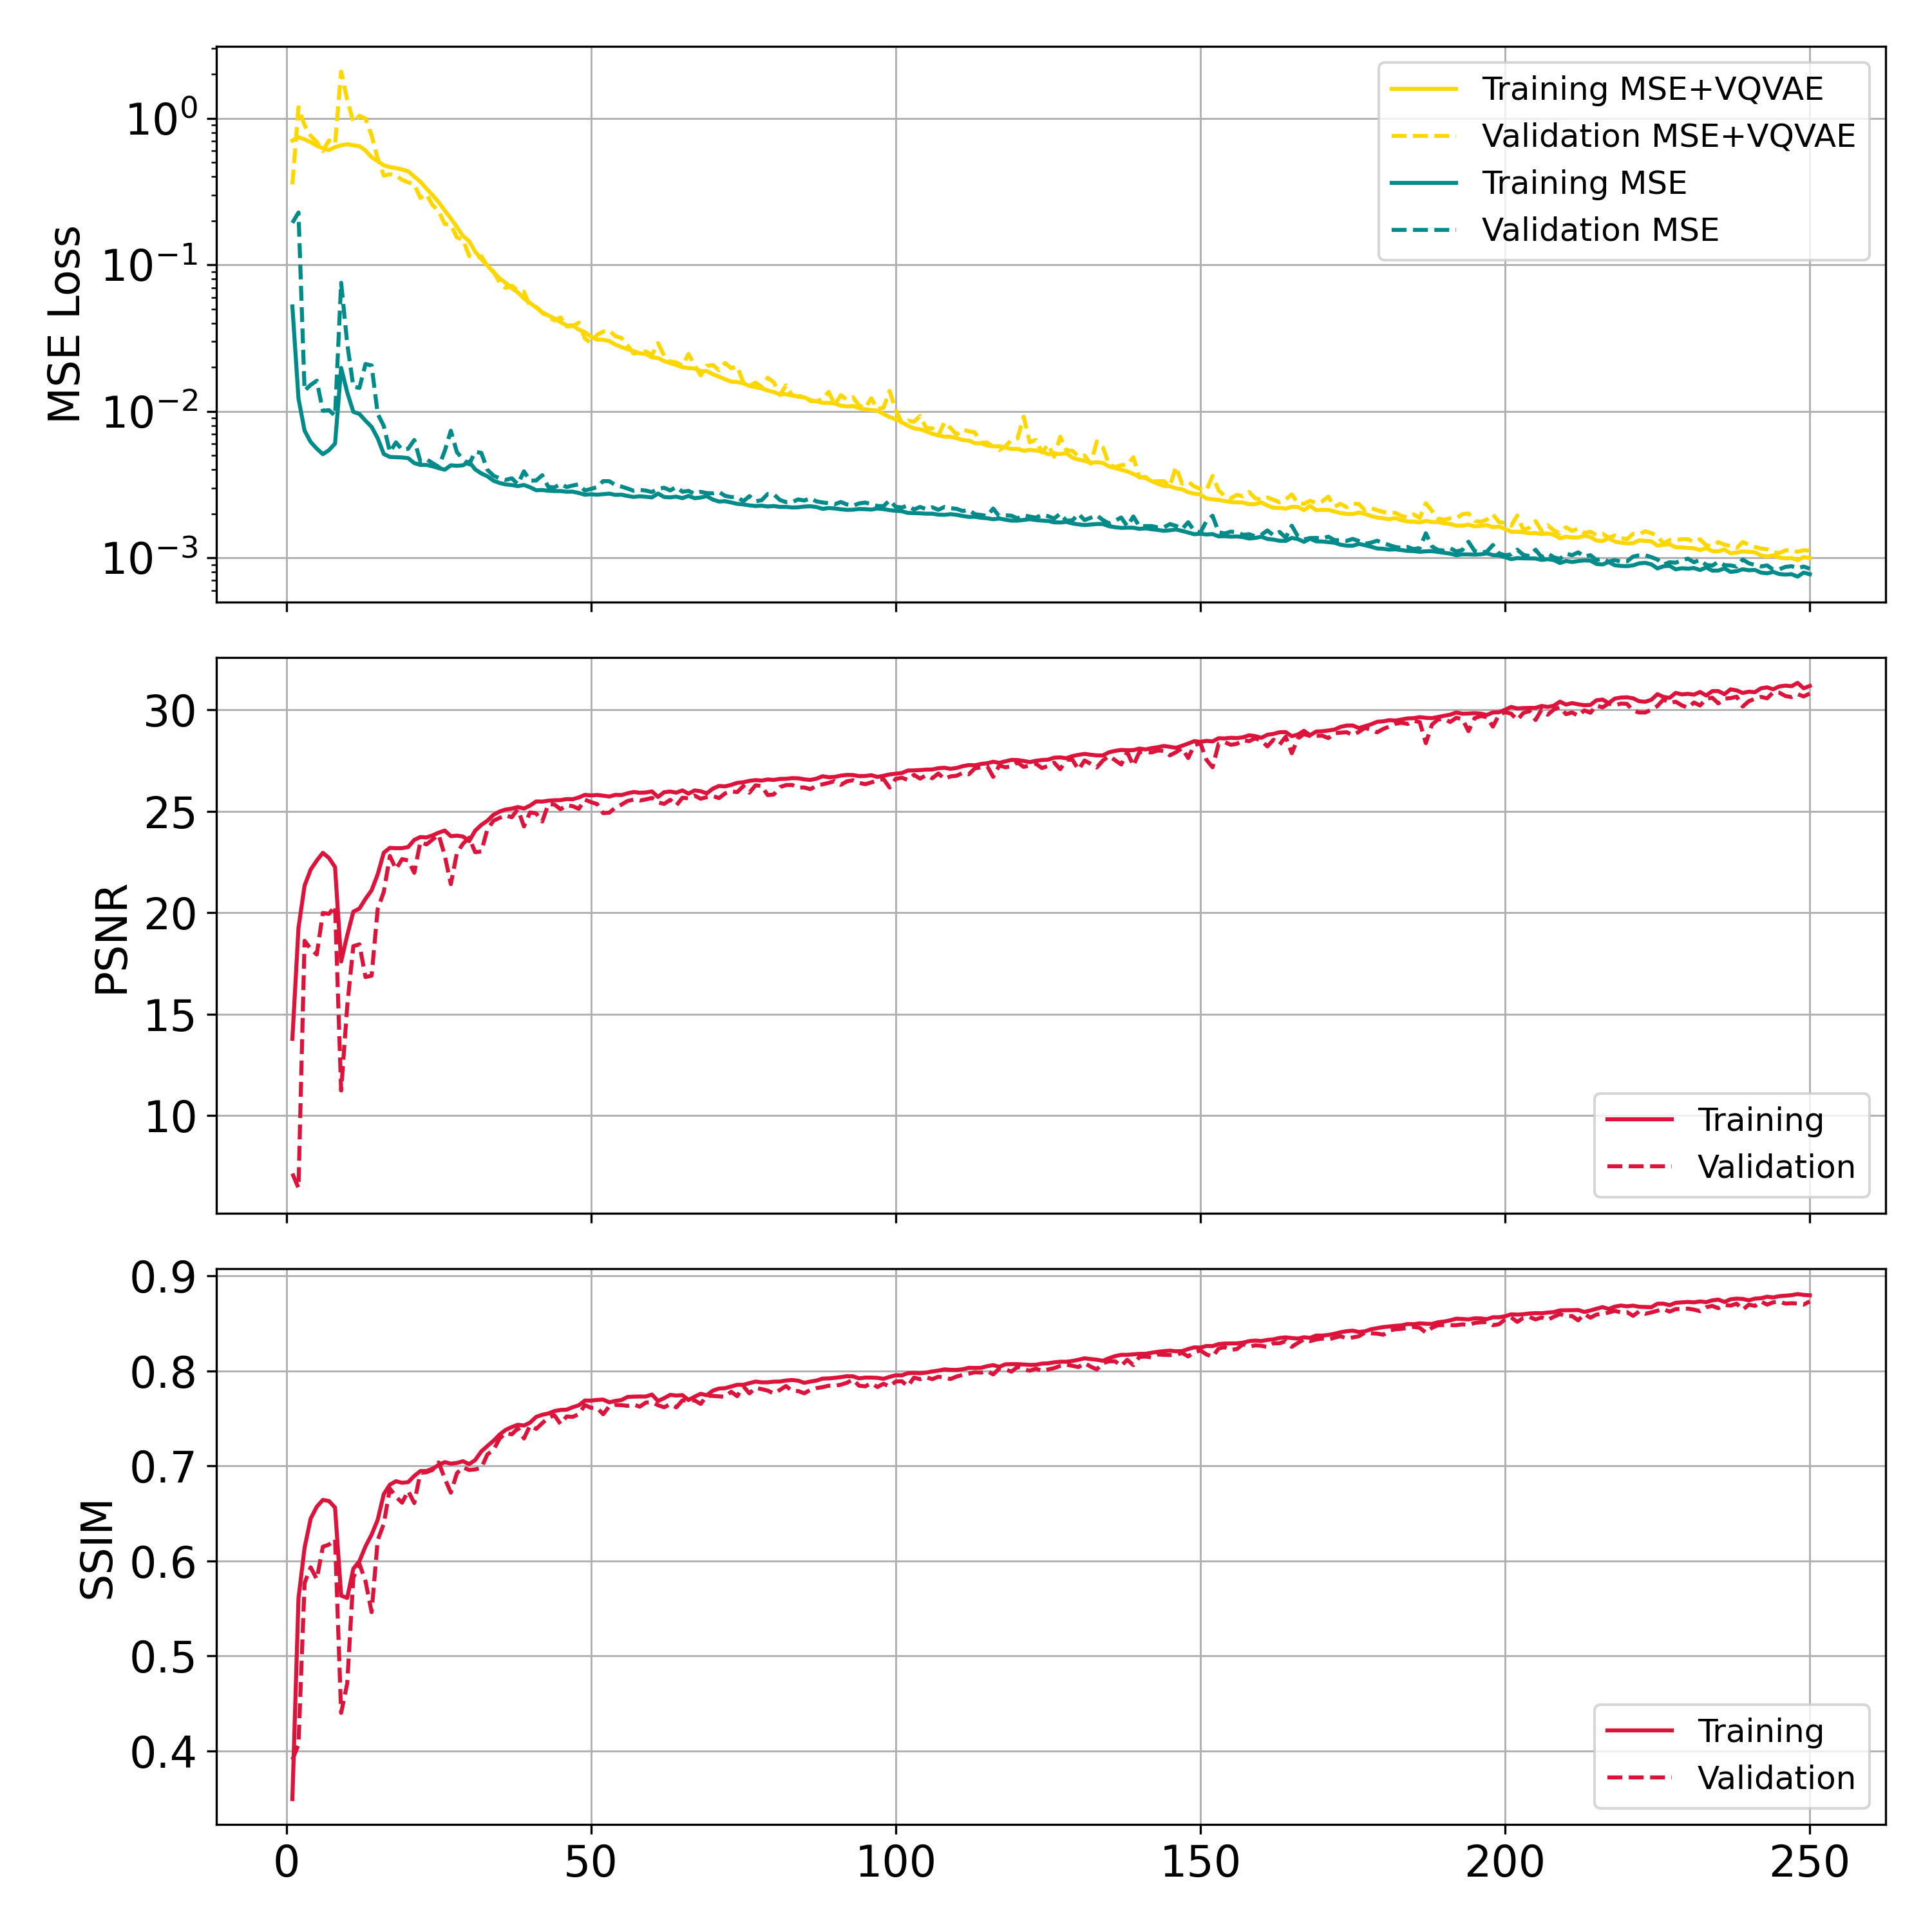 MSE Loss
10⁰
10⁻¹
10⁻²
10⁻³
Training MSE+VQVAE
Validation MSE+VQVAE
Training MSE
Validation MSE
PSNR
30
25
20
15
10
Training
Validation
SSIM
0.9
0.8
0.7
0.6
0.5
0.4
Training
Validation
0 50 100 150 200 250